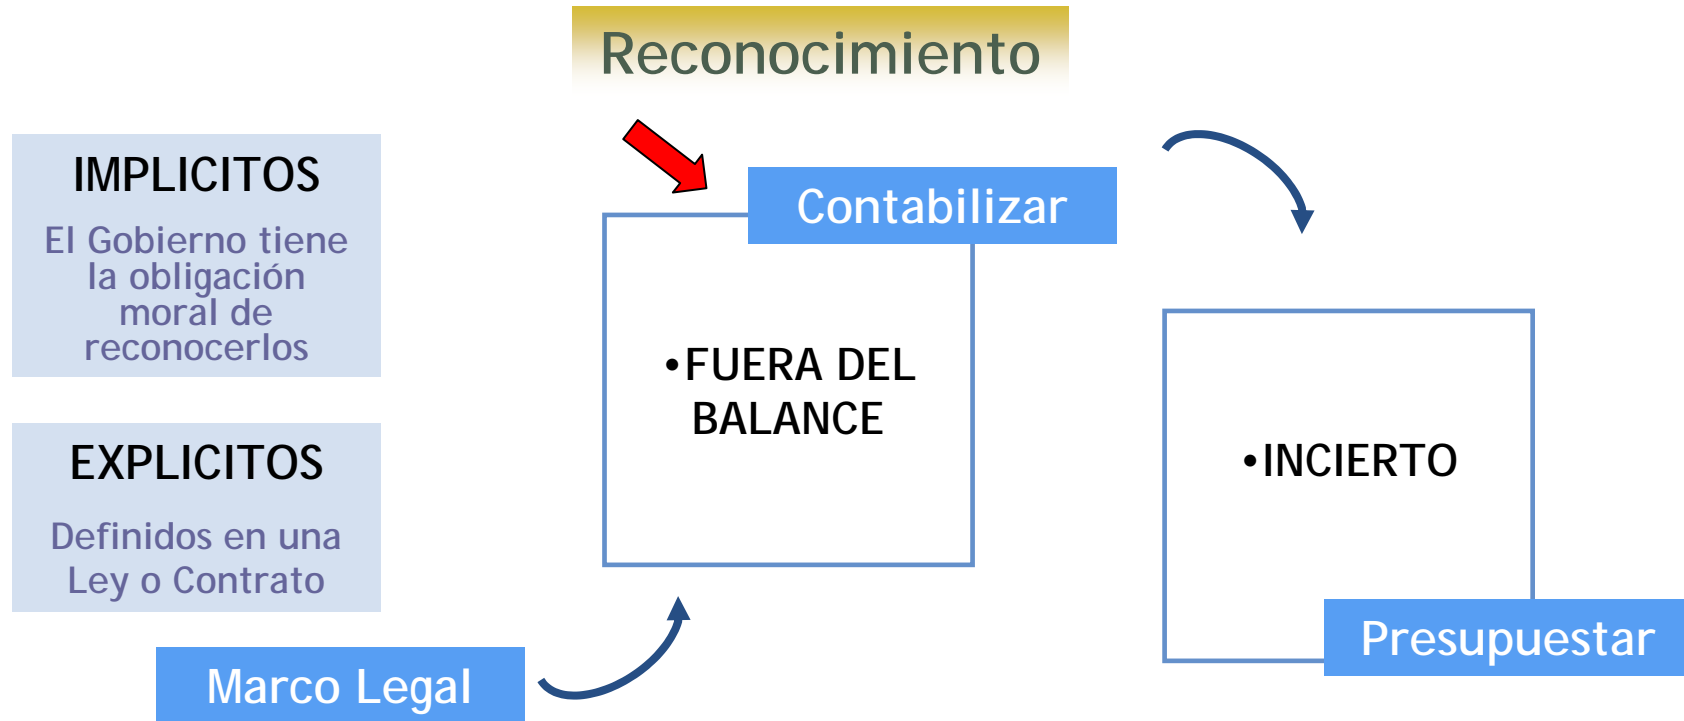 Reconocimiento
IMPLICITOS
El Gobierno tiene
la obligación
moral de
reconocerlos
EXPLICITOS
Definidos en una
Ley o Contrato
Marco Legal
Contabilizar
•FUERA DEL
BALANCE
•INCIERTO
Presupuestar